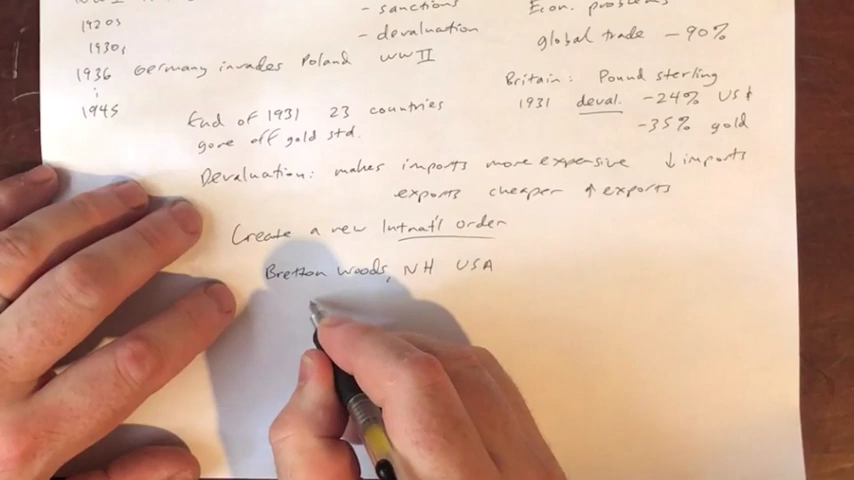 - sanctions
Econ. problems
1920s
- devaluation
global trade - 90%
1930s
1936 Germany invades Poland WWII
1945
Britain: Pound sterling
1931 deval. -24% US$
-35% gold
End of 1931 23 countries
gone off gold std.
Devaluation: makes imports more expensive ↓ imports
exports cheaper ↑ exports
Create a new Intnat'l order
Bretton Woods, NH USA